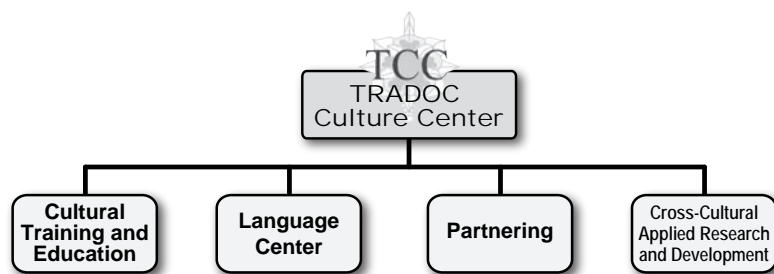 TCC
TRADOC
Culture Center
Cultural
Training and
Education
Language
Center
Partnering
Cross-Cultural
Applied Research
and Development